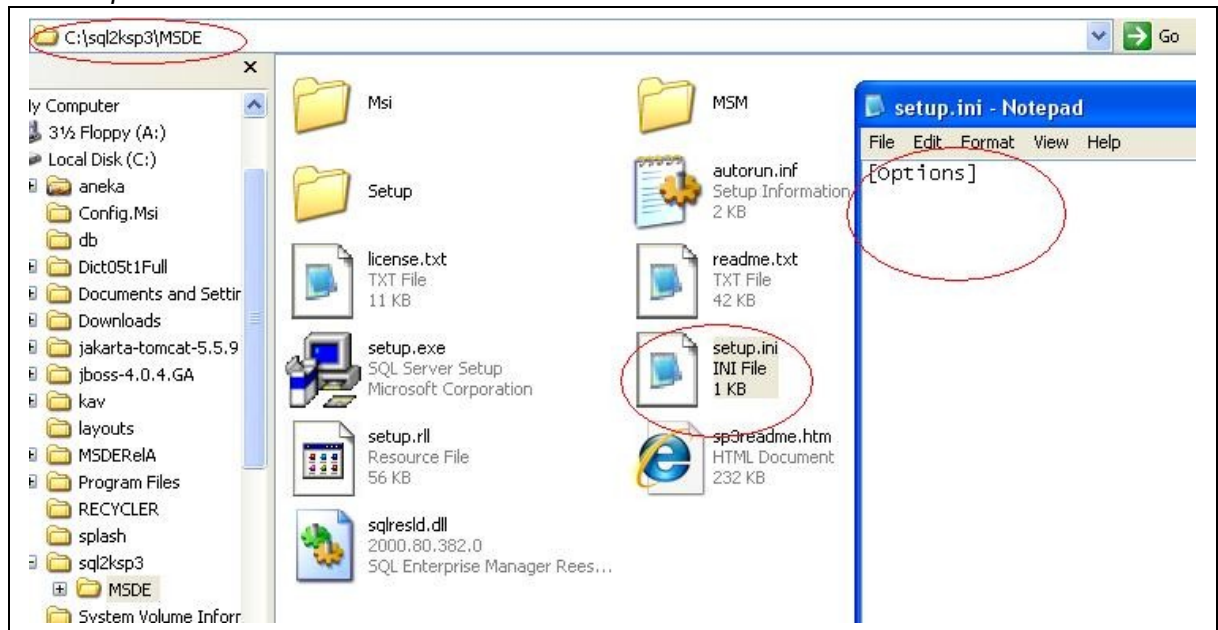 C:\sql2ksp3\MSDE
Go
My Computer
3½ Floppy (A:)
Local Disk (C:)
aneka
Config.Msi
db
Dict05t1Full
Documents and Settir
Downloads
jakarta-tomcat-5.5.9
jboss-4.0.4.GA
kav
layouts
MSDERelA
Program Files
RECYCLER
splash
sql2ksp3
MSDE
System Volume Inforr
Msi
MSM
Setup
autorun.inf
Setup Information
2 KB
license.txt
TXT File
11 KB
readme.txt
TXT File
42 KB
setup.exe
SQL Server Setup
Microsoft Corporation
setup.ini
INI File
1 KB
setup.rll
Resource File
56 KB
sp3readme.htm
HTML Document
232 KB
sqlresld.dll
2000.80.382.0
SQL Enterprise Manager Rees...
setup.ini - Notepad
File Edit Format View Help
[Options]